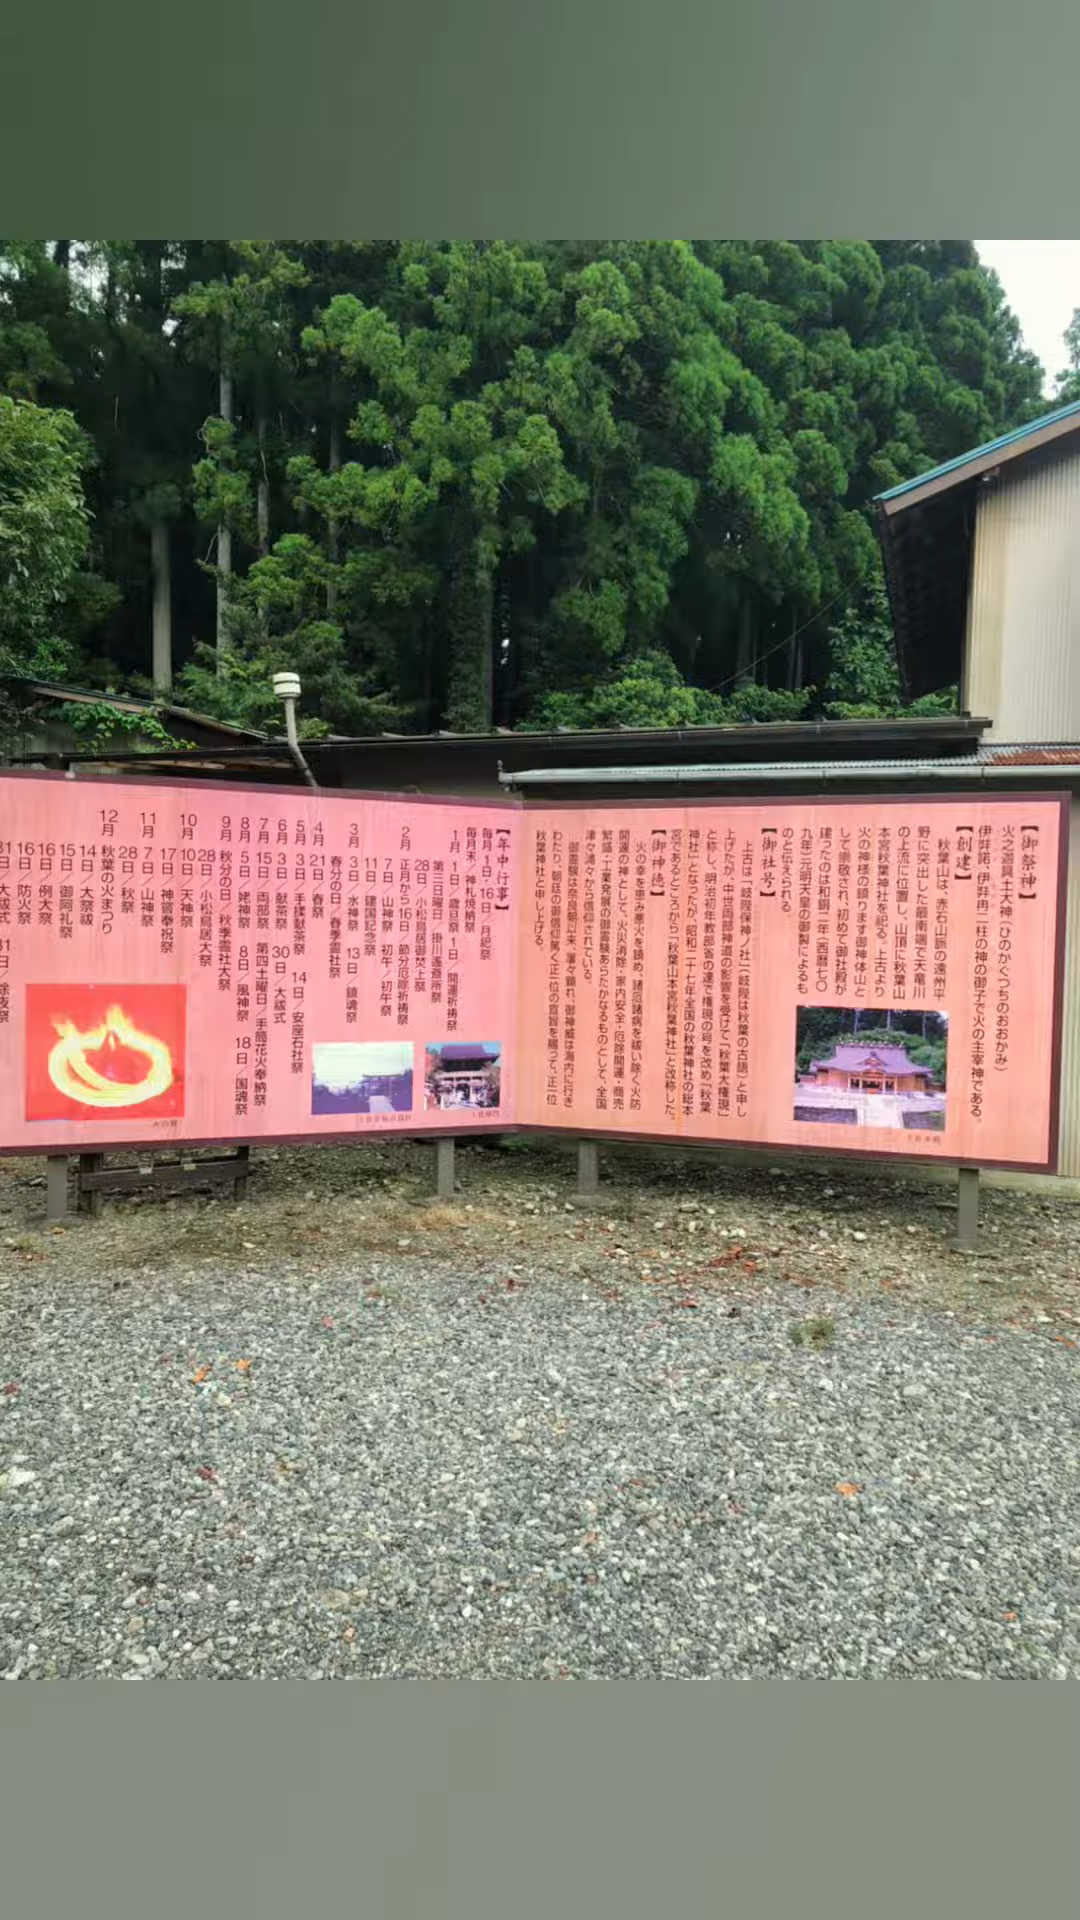 【御祭神】
火之迦具土大神（ひのかぐつちのおおかみ）
伊弉諾・伊弉冉二柱の神の御子で火の主宰神である。
【創建】
秋葉山は、赤石山脈の遠州平
野に突出した最南端で天竜川
の上流に位置し、山頂に秋葉山
本宮秋葉神社を祀る。上古より
火の神様の鎮ります御神体山と
して崇敬され、初めて御社殿が
建ったのは和銅二年（西暦七〇
九年）元明天皇の御製によるも
のと伝えられる。
【御社号】
上古は「岐陛保神ノ社」（岐陛は秋葉の古語）と申し
上げたが、中世両部神道の影響を受けて「秋葉大権現」
と称し、明治初年教部省の達で権現の号を改め「秋葉
神社」となったが、昭和二十七年全国の秋葉神社の総本
宮であるところから「秋葉山本宮秋葉神社」と改称した。
【御神徳】
火の幸を恵み悪火を鎮め、諸厄諸病を祓い除く火防
開運の神として、火災消除・家内安全・厄除開運・商売
繁盛・工業発展の御霊験あらたかなるものとして、全国
津々浦々から信仰されている。
御霊験は奈良朝以来、屢々顕れ、御神威は海内に行き
わたり、朝廷の御信仰篤く正一位の宣旨を賜って、正一位
秋葉神社と申し上げる。
【年中行事】
毎月1日・16日／月祀祭
毎月末／神札焼納祭
1月 1日／歳旦祭 1日／開運祈祷祭
第三日曜日／掛川遙斎所祭
28日／小松鳥居御焚上祭
2月 正月から16日／節分厄除祈祷祭
7日／山神祭 初午／初午祭
11日／建国記念祭
3月 3日／水神祭 13日／鎮魂祭
春分の日／春季霊社祭
4月 21日／春祭
5月 3日／手揉献茶祭 14日／安座石社祭
6月 3日／献茶祭 30日／大祓式
7月 15日／両部祭 第四土曜日／手筒花火奉納祭
8月 5日／姥神祭 8日／風神祭 18日／国魂祭
9月 秋分の日／秋季霊社大祭
28日／小松鳥居大祭
10月 10日／天神祭
17日／神嘗奉祝祭
11月 7日／山神祭
28日／秋祭
12月 秋葉の火まつり
14日／大祭祓
15日／御阿礼祭
16日／例大祭
16日／防火祭
31日／大祓式 31日／除夜祭